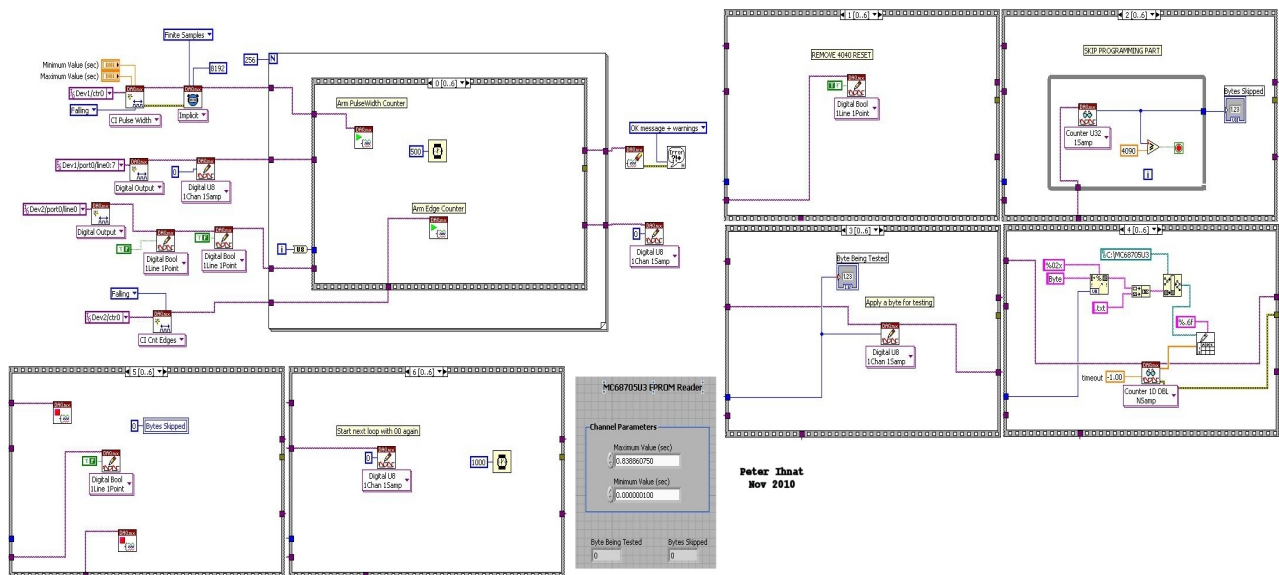 Finite Samples
Minimum Value (sec)
Maximum Value (sec)
8192
Dev1/ctr0
Falling
CI Pulse Width
Implicit
256
N
0 [0..6]
Arm PulseWidth Counter
500
Arm Edge Counter
OK message + warnings
Dev1/port0/line0:7
Digital Output
0
Digital U8
1Chan 1Samp
Dev2/port0/line0
Digital Output
Digital Bool
1Line 1Point
Digital Bool
1Line 1Point
i
U8
0
Digital U8
1Chan 1Samp
Falling
Dev2/ctr0
CI Cnt Edges
1 [0..6]
REMOVE 4040 RESET
Digital Bool
1Line 1Point
2 [0..6]
SKIP PROGRAMMING PART
Bytes Skipped
1.23
Counter U32
1Samp
4090
i
3 [0..6]
Byte Being Tested
1.23
Apply a byte for testing
Digital U8
1Chan 1Samp
4 [0..6]
C:\MC68705U3
%02x
Byte
.txt
%.6f
timeout
-1.00
Counter 1D DBL
NSamp
5 [0..6]
0
Bytes Skipped
Digital Bool
1Line 1Point
6 [0..6]
Start next loop with 00 again
0
Digital U8
1Chan 1Samp
1000
MC68705U3 EPROM Reader
Channel Parameters
Maximum Value (sec)
0.838860750
Minimum Value (sec)
0.000000100
Byte Being Tested
0
Bytes Skipped
0
Peter Ihnat
Nov 2010